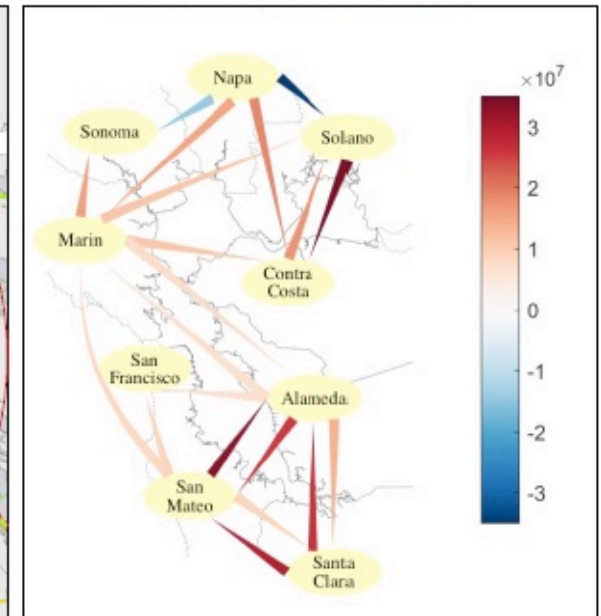 Napa
Sonoma
Solano
Marin
Contra
Costa
San
Francisco
Alameda
San
Mateo
Santa
Clara
×10⁷
3
2
1
0
-1
-2
-3